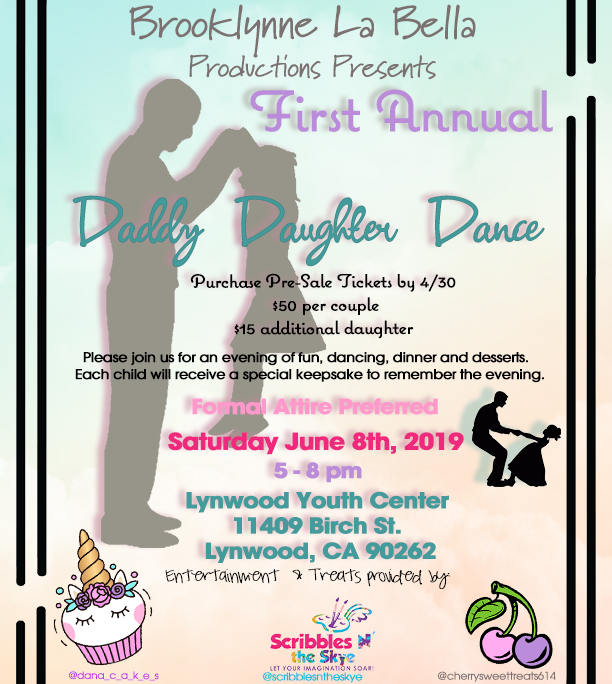 Brooklynne La Bella
Productions Presents
First Annual
Daddy Daughter Dance
Purchase Pre-Sale Tickets by 4/30
$50 per couple
$15 additional daughter
Please join us for an evening of fun, dancing, dinner and desserts.
Each child will receive a special keepsake to remember the evening.
Formal Attire Preferred
Saturday June 8th, 2019
5 - 8 pm
Lynwood Youth Center
11409 Birch St.
Lynwood, CA 90262
Entertainment & Treats provided by:
Scribbles N
the Skye
LET YOUR IMAGINATION SOAR!
@dana_c_a_k_e_s
@scribblesntheskye
@cherrysweettreats614